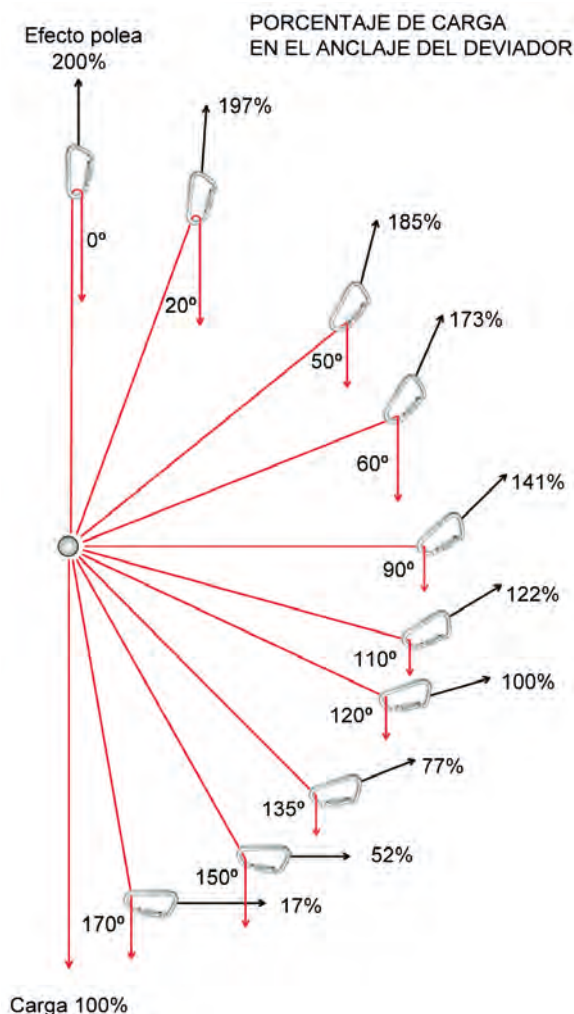 PORCENTAJE DE CARGA
EN EL ANCLAJE DEL DEVIADOR
Efecto polea
200%
197%
0º
20º
185%
50º
173%
60º
141%
90º
122%
110º
100%
120º
77%
135º
52%
150º
17%
170º
Carga 100%